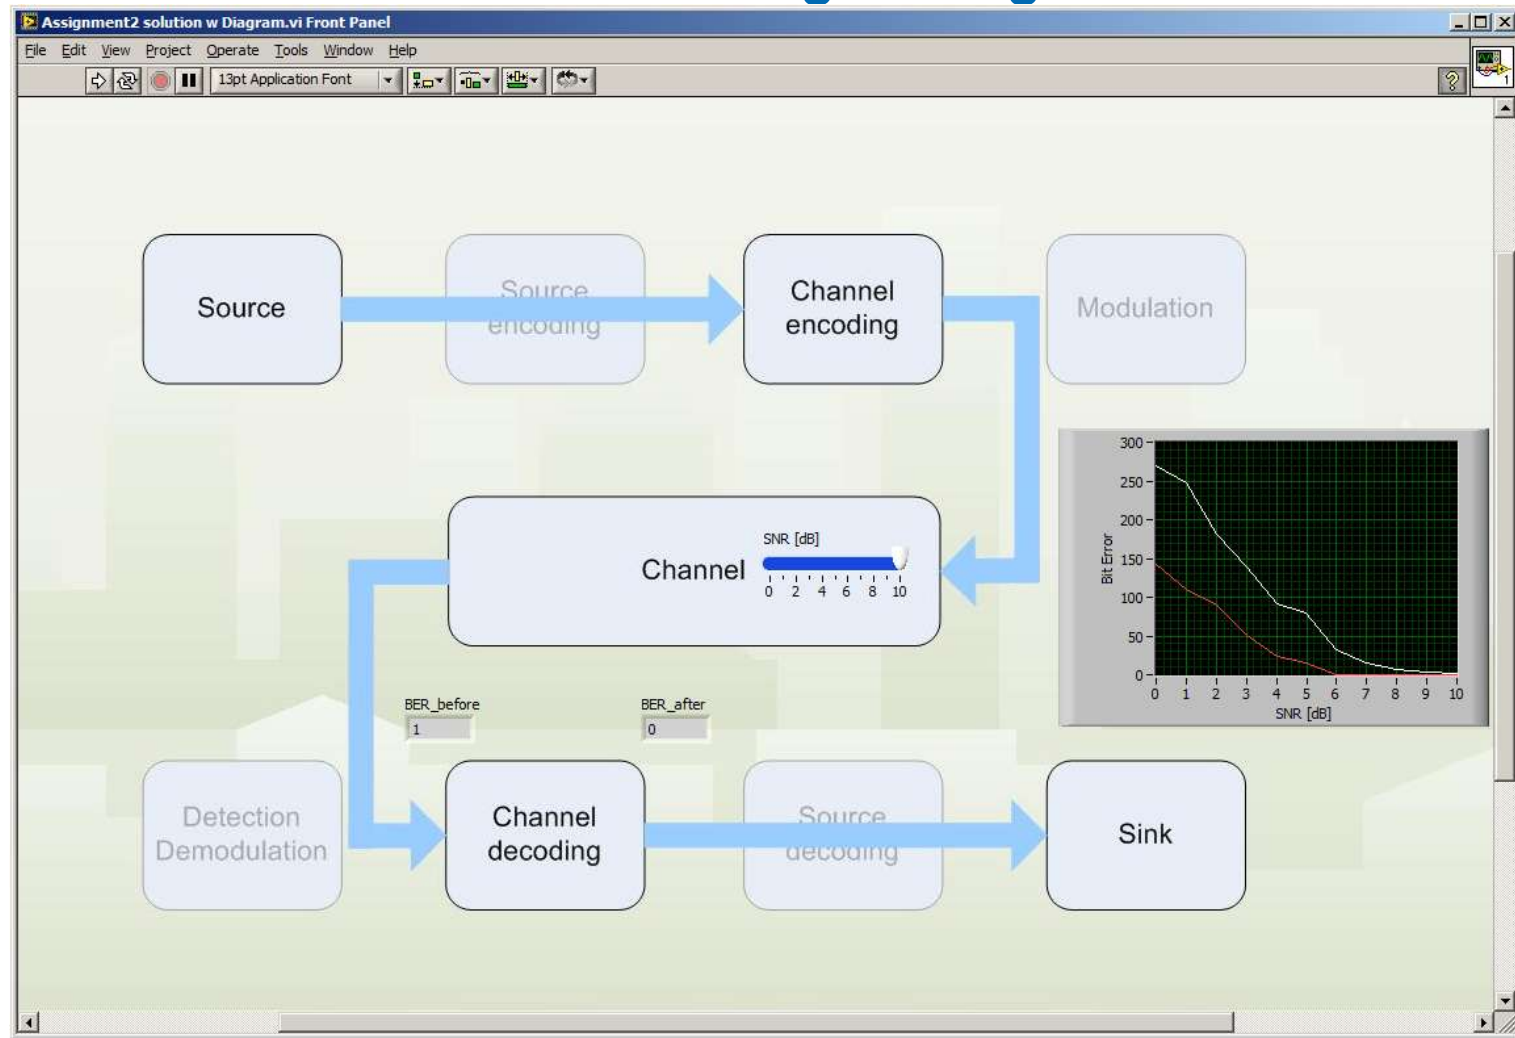 Assignment2 solution w Diagram.vi Front Panel
File Edit View Project Operate Tools Window Help
13pt Application Font
1
Source
Source
encoding
Channel
encoding
Modulation
Channel
SNR [dB]
0 2 4 6 8 10
Bit Error
300
250
200
150
100
50
0
0 1 2 3 4 5 6 7 8 9 10
SNR [dB]
BER_before
1
BER_after
0
Detection
Demodulation
Channel
decoding
Source
decoding
Sink